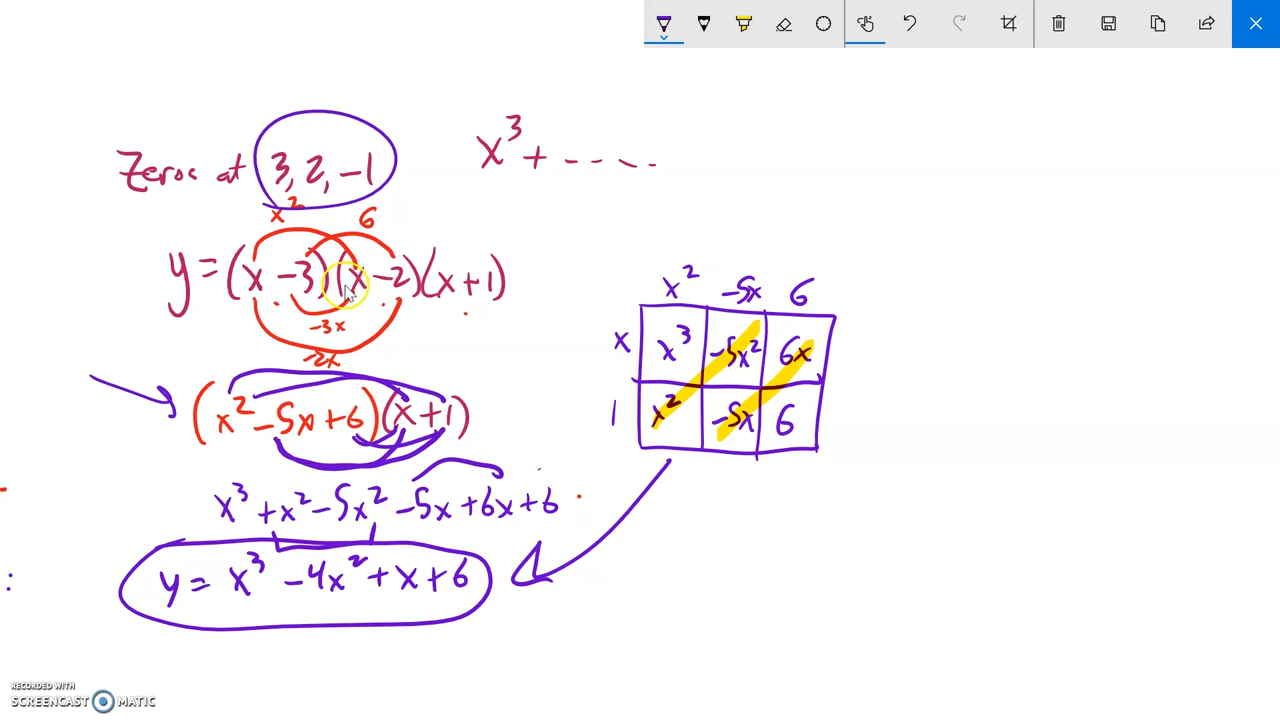 Zeros at 3, 2, -1
x³ + - - - -
x² 6
y = (x - 3)(x - 2)(x + 1)
-3x
-2x
(x² - 5x + 6)(x + 1)
x³ + x² - 5x² - 5x + 6x + 6
y = x³ - 4x² + x + 6
x² -5x 6
x x³ -5x² 6x
1 x² -5x 6
:
RECORDED WITH
SCREENCAST MATIC